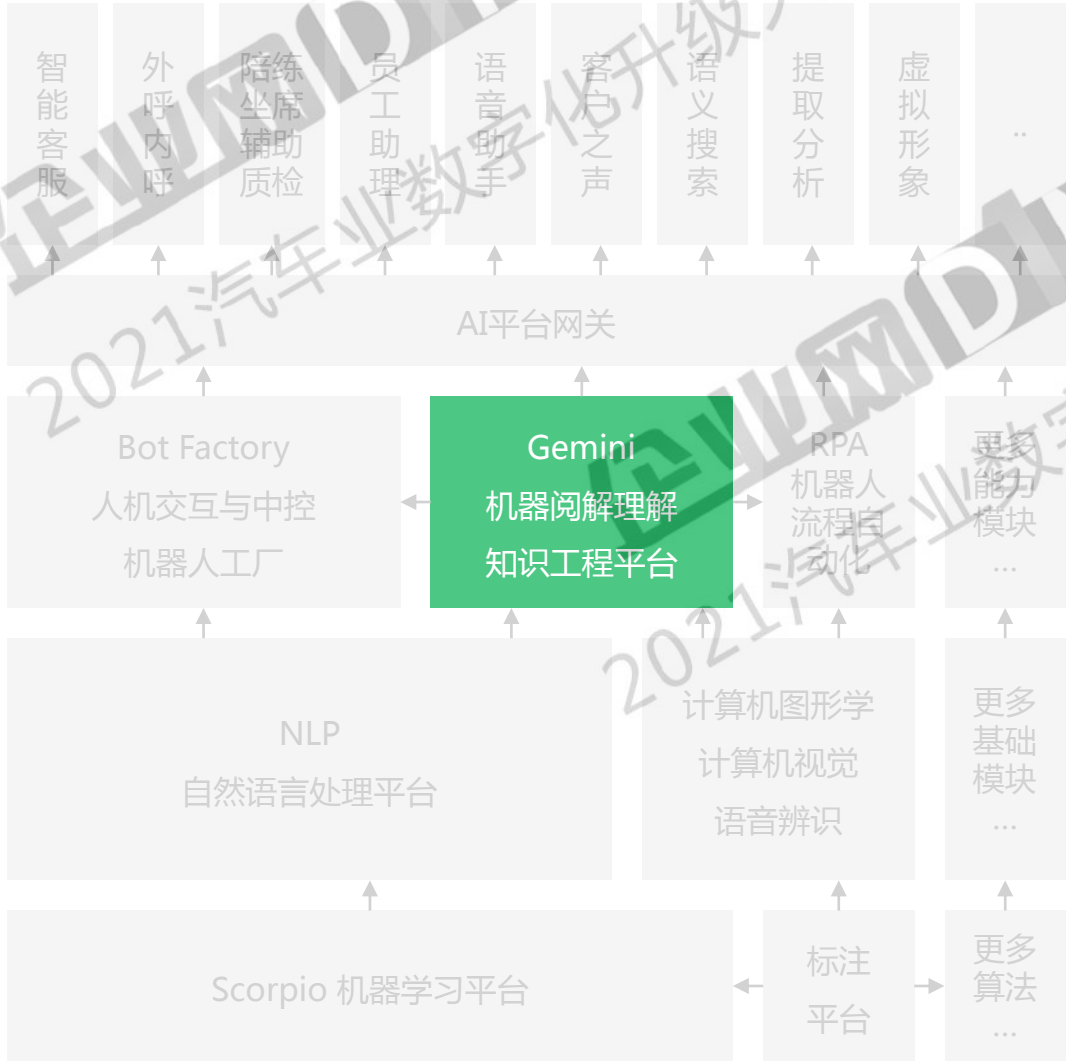 智能客服
外呼内呼
陪练
坐席
辅助
质检
员工助理
语音助手
客户之声
语义搜索
提取分析
虚拟形象
..
AI平台网关
Bot Factory
人机交互与中控
机器人工厂
Gemini
机器阅解理解
知识工程平台
RPA
机器人
流程自
动化
更多
能力
模块
...
NLP
自然语言处理平台
计算机图形学
计算机视觉
语音辨识
更多
基础
模块
...
Scorpio 机器学习平台
标注
平台
更多
算法
...
企业网D
2021汽车业数字化升级
企业网D
2021汽车业数字